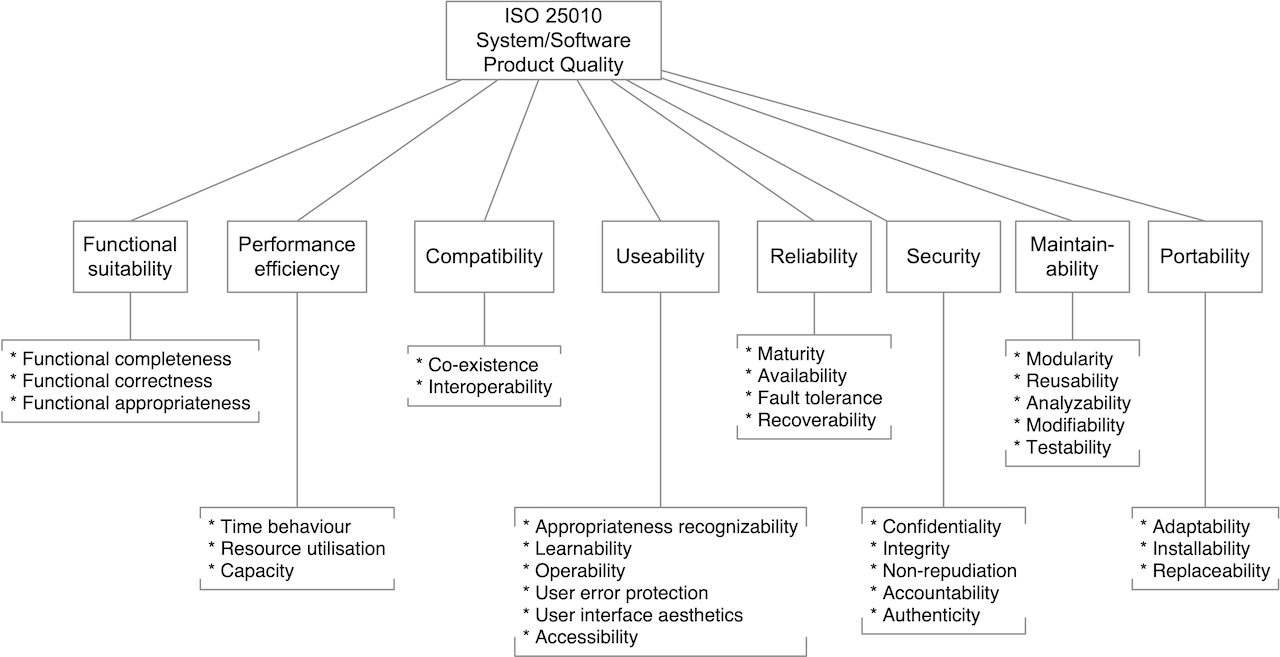 ISO 25010
System/Software
Product Quality
Functional
suitability
Performance
efficiency
Compatibility
Useability
Reliability
Security
Maintain-
ability
Portability
* Functional completeness
* Functional correctness
* Functional appropriateness
* Time behaviour
* Resource utilisation
* Capacity
* Co-existence
* Interoperability
* Appropriateness recognizability
* Learnability
* Operability
* User error protection
* User interface aesthetics
* Accessibility
* Maturity
* Availability
* Fault tolerance
* Recoverability
* Confidentiality
* Integrity
* Non-repudiation
* Accountability
* Authenticity
* Modularity
* Reusability
* Analyzability
* Modifiability
* Testability
* Adaptability
* Installability
* Replaceability